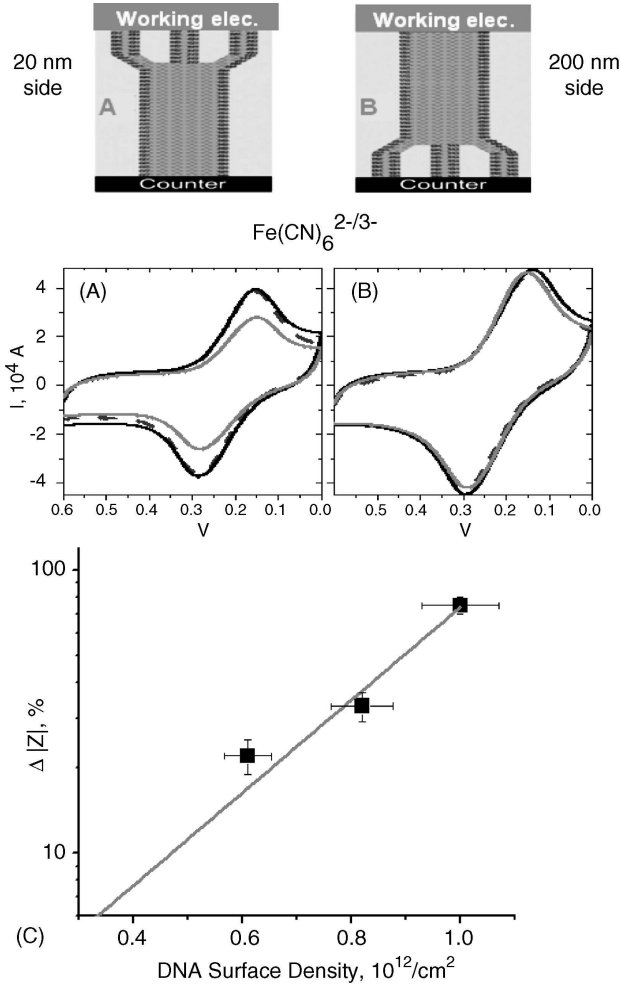 Working elec.
Working elec.
20 nm
side
200 nm
side
A
B
Counter
Counter
Fe(CN)6 2-/3-
(A)
(B)
4
2
0
-2
-4
I, 10^4 A
0.6 0.5 0.4 0.3 0.2 0.1 0.0
0.5 0.4 0.3 0.2 0.1 0.0
V
V
100
10
Δ |Z|, %
0.4 0.6 0.8 1.0
(C)
DNA Surface Density, 10^12/cm^2